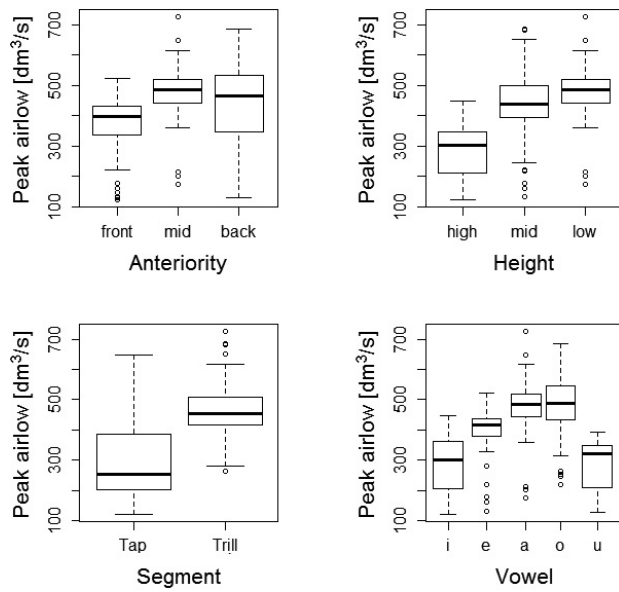 Peak airlow [dm³/s]
700
500
300
100
front mid back
Anteriority
Peak airlow [dm³/s]
700
500
300
100
high mid low
Height
Peak airlow [dm³/s]
700
500
300
100
Tap Trill
Segment
Peak airlow [dm³/s]
700
500
300
100
i e a o u
Vowel